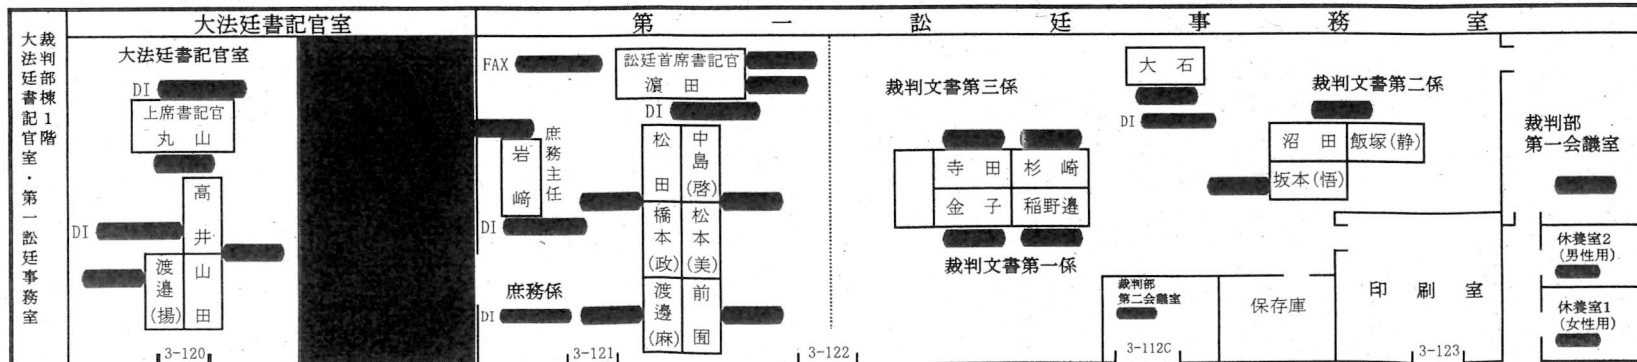 大法廷書記官室
第一訟廷事務室
裁判部棟1階
大法廷書記官室・第一訟廷事務室
大法廷書記官室
DI
上席書記官
丸山
高井
DI
渡邉(揚)
山田
3-120
FAX
訟廷首席書記官
濵田
DI
庶務主任
岩﨑
DI
松田
中島(啓)
橋本(政)
松本(美)
庶務係
DI
渡邊(麻)
前囿
3-121
3-122
裁判文書第三係
寺田
杉崎
金子
稲野邉
裁判文書第一係
大石
DI
裁判文書第二係
沼田
飯塚(静)
坂本(悟)
裁判部
第二会議室
3-112C
保存庫
印刷室
3-123
裁判部
第一会議室
休養室2
(男性用)
休養室1
(女性用)